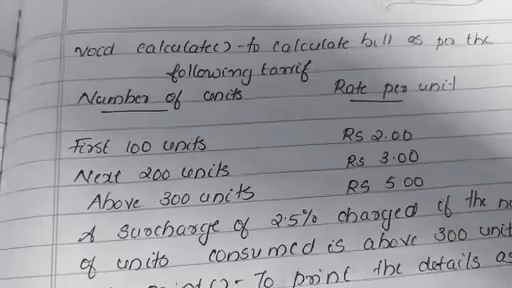 void calculate()- to calculate bill as per the
following tarrif
Number of units Rate per unit
First 100 units RS 2.00
Next 200 units Rs 3.00
Above 300 units RS 5.00
A surcharge of 2.5% charged if the
of units consumed is above 300 unit
()- To print the details as